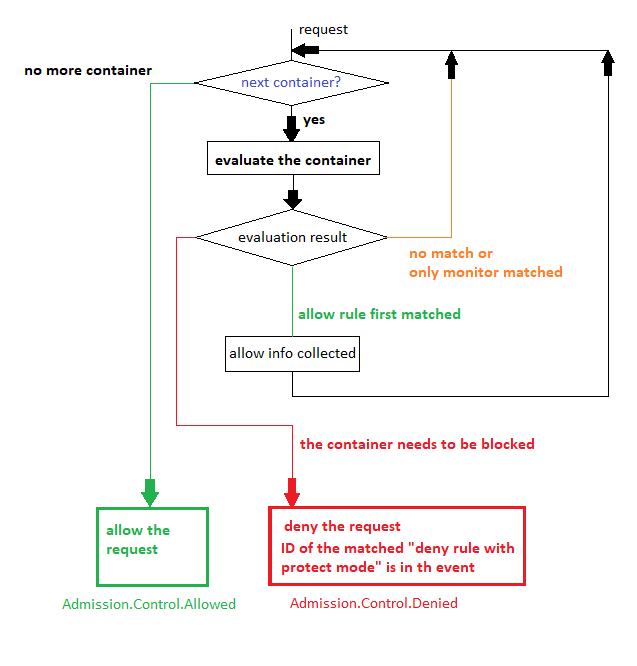 request
no more container
next container?
yes
evaluate the container
evaluation result
no match or
only monitor matched
allow rule first matched
allow info collected
the container needs to be blocked
allow the
request
deny the request
ID of the matched "deny rule with
protect mode" is in th event
Admission.Control.Allowed
Admission.Control.Denied